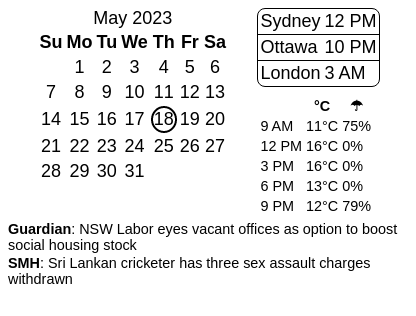 May 2023
Su Mo Tu We Th Fr Sa
1 2 3 4 5 6
7 8 9 10 11 12 13
14 15 16 17 18 19 20
21 22 23 24 25 26 27
28 29 30 31
Sydney 12 PM
Ottawa 10 PM
London 3 AM
°C ☂
9 AM 11°C 75%
12 PM 16°C 0%
3 PM 16°C 0%
6 PM 13°C 0%
9 PM 12°C 79%
Guardian: NSW Labor eyes vacant offices as option to boost
social housing stock
SMH: Sri Lankan cricketer has three sex assault charges
withdrawn